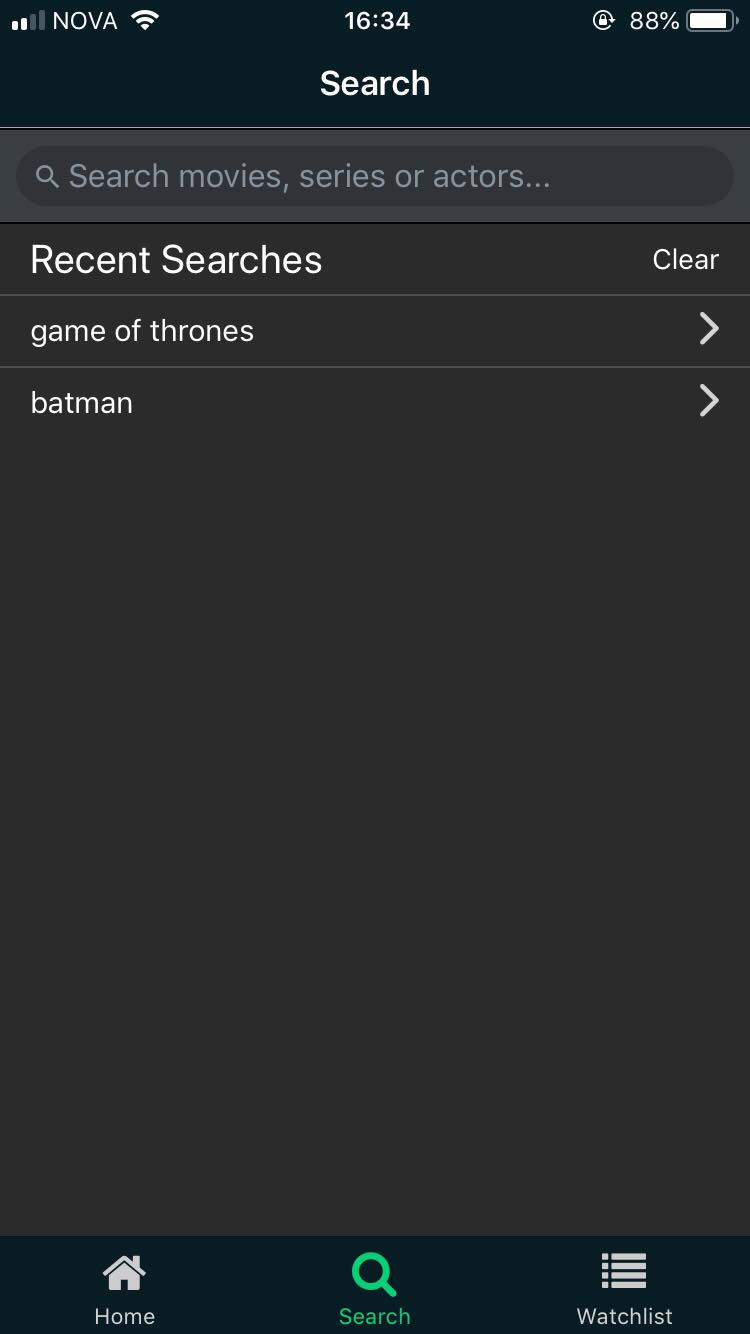 NOVA 16:34 88%
Search
Search movies, series or actors...
Recent Searches Clear
game of thrones
batman
Home Search Watchlist